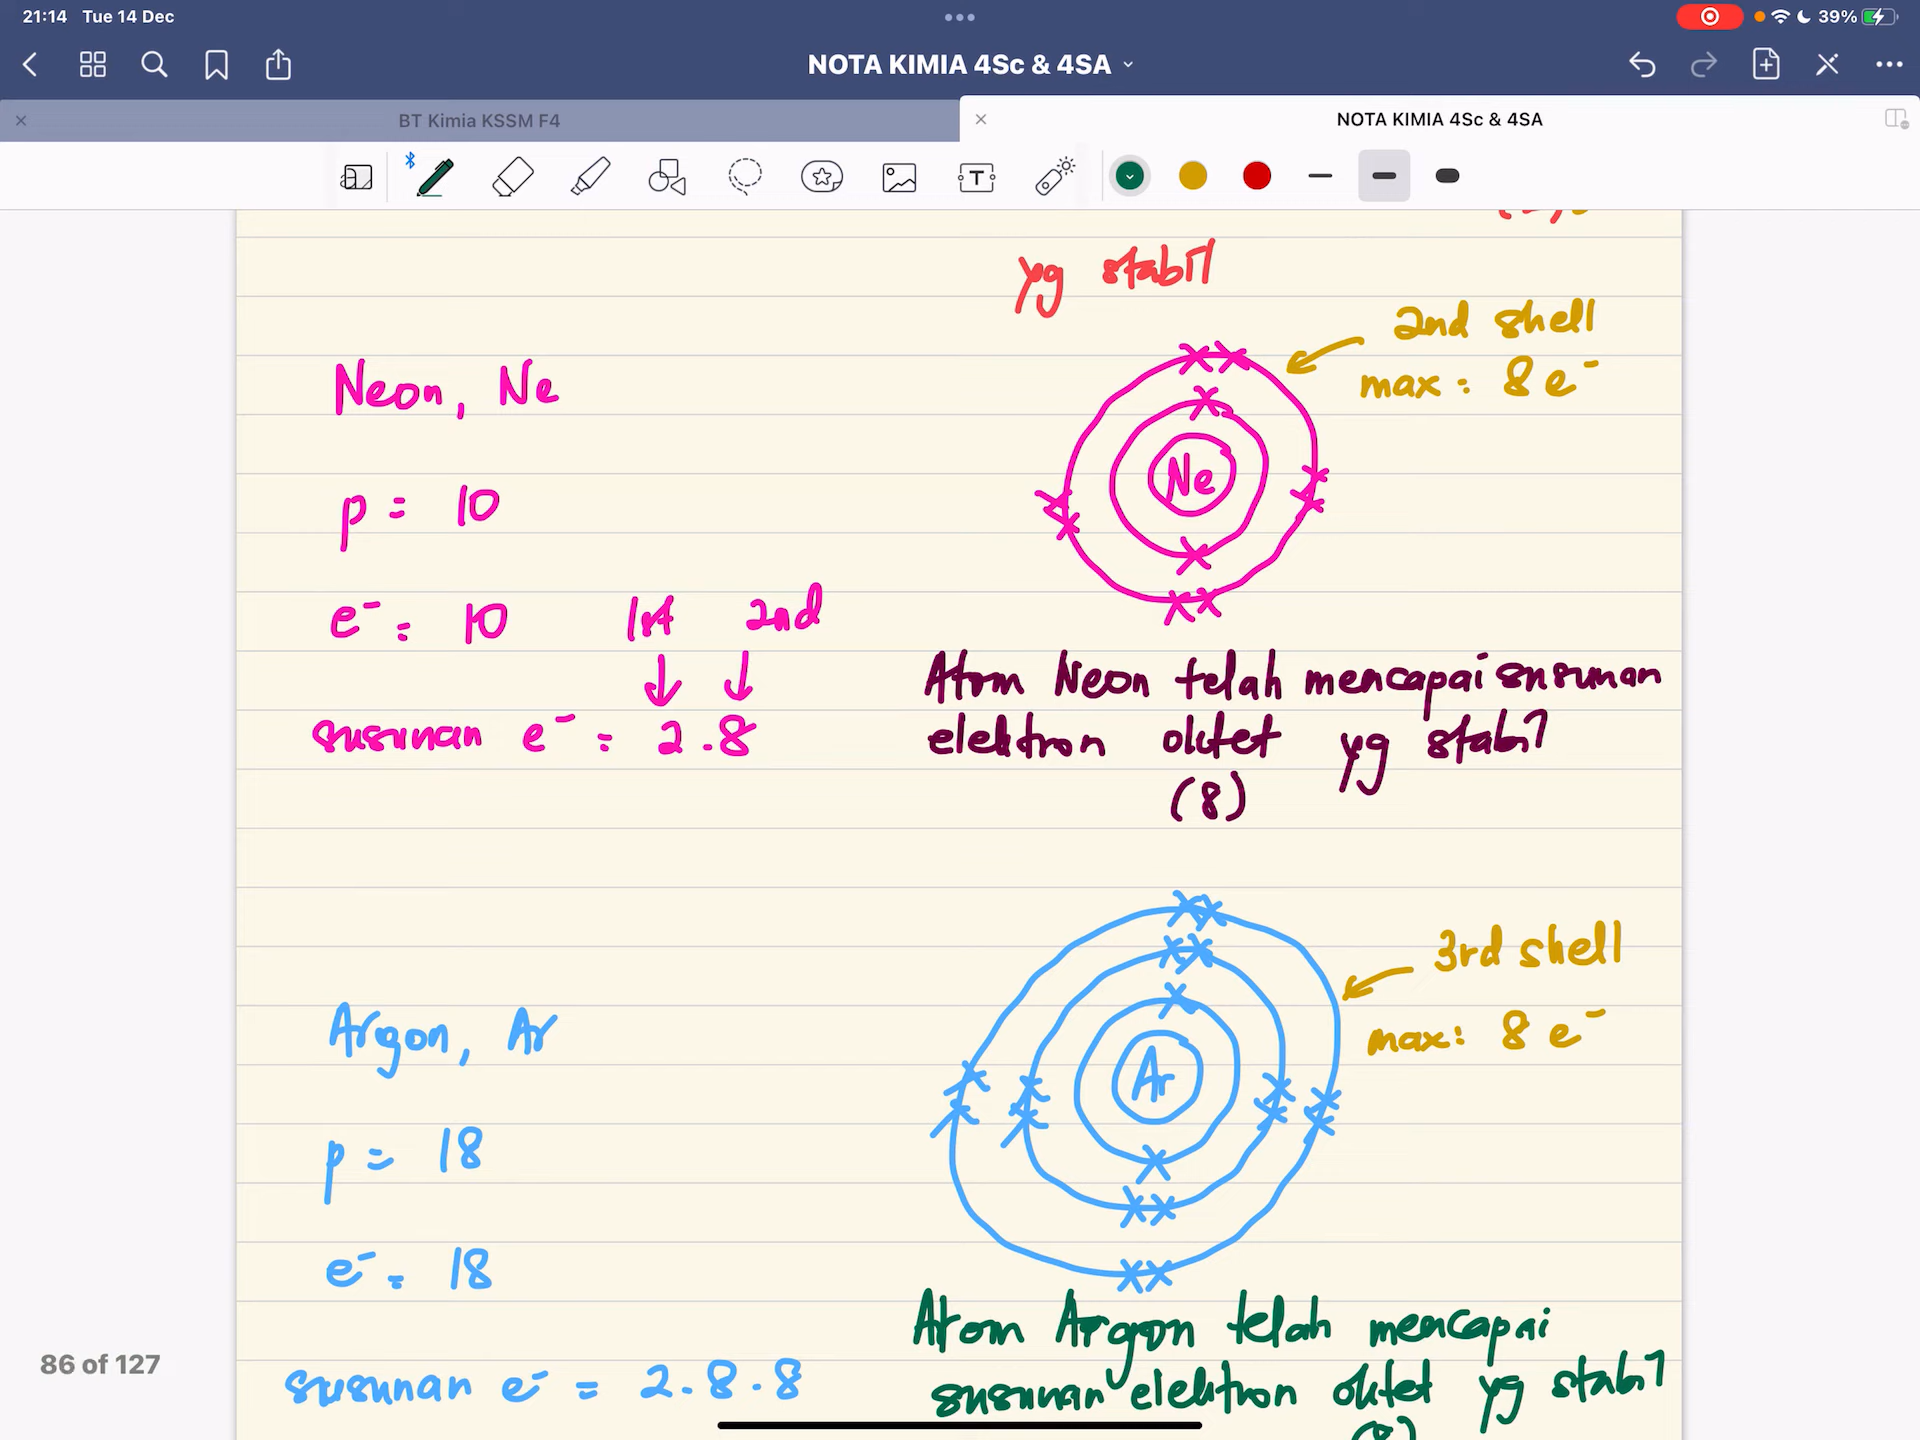 21:14 Tue 14 Dec
39%
NOTA KIMIA 4Sc & 4SA
BT Kimia KSSM F4
NOTA KIMIA 4Sc & 4SA
T
yg stabil
2nd shell
max : 8 e⁻
Neon, Ne
Ne
p = 10
e⁻ = 10 1st 2nd
susunan e⁻ = 2.8
Atom Neon telah mencapai susunan
elektron oktet yg stabil
(8)
3rd shell
max: 8 e⁻
Argon, Ar
Ar
p = 18
e⁻ = 18
susunan e⁻ = 2.8.8
Atom Argon telah mencapai
susunan elektron oktet yg stabil
(8)
86 of 127